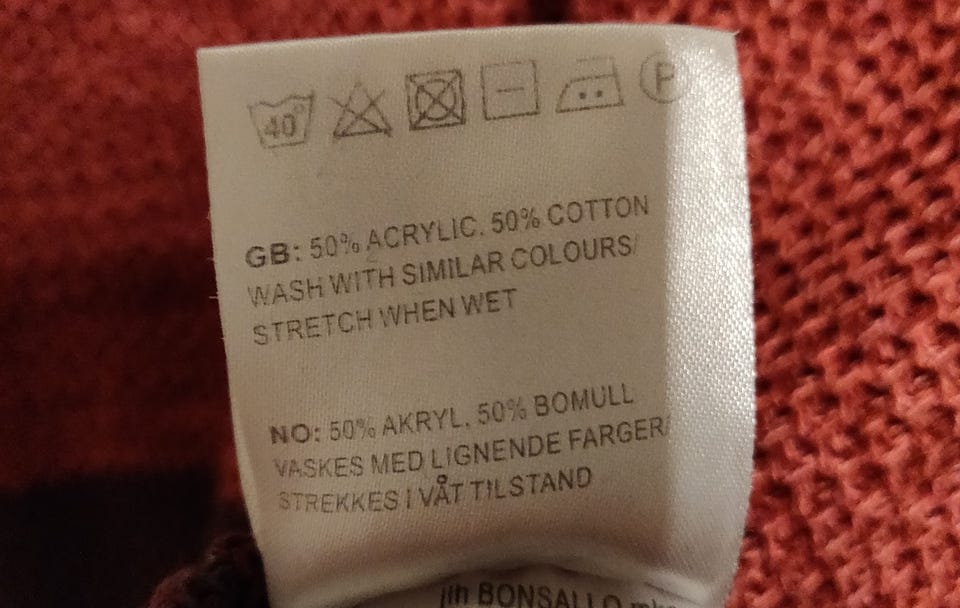 40°
P
GB: 50% ACRYLIC, 50% COTTON
WASH WITH SIMILAR COLOURS/
STRETCH WHEN WET
NO: 50% AKRYL, 50% BOMULL
VASKES MED LIGNENDE FARGER/
STREKKES I VÅT TILSTAND
BONSALLO